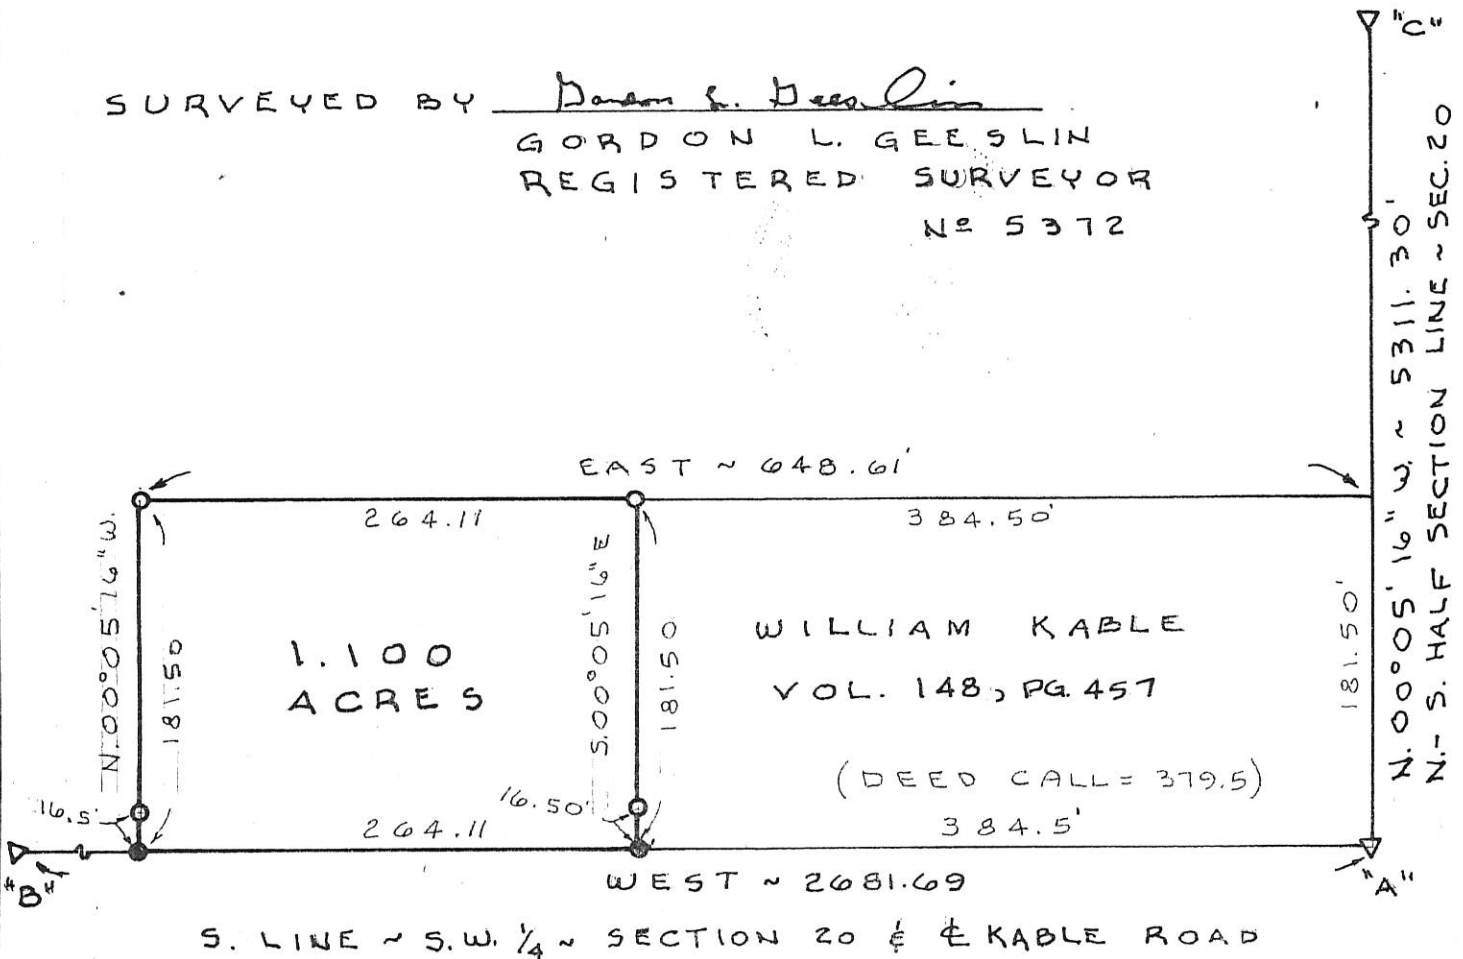 "C"
SURVEYED BY Gordon L. Geeslin
GORDON L. GEESLIN
REGISTERED SURVEYOR
Nº 5372
N. 00°05'16" W. ~ 5311.30'
N.- S. HALF SECTION LINE ~ SEC. 20
EAST ~ 648.61'
264.11
384.50'
N.00°05'16" W.
181.50
1.100
ACRES
S.00°05'16" E
181.50
WILLIAM KABLE
VOL. 148, PG. 457
181.50'
(DEED CALL = 379.5)
16.5'
16.50'
264.11
384.5'
"B"
WEST ~ 2681.69
"A"
S. LINE ~ S.W. 1/4 ~ SECTION 20 & ℄ KABLE ROAD